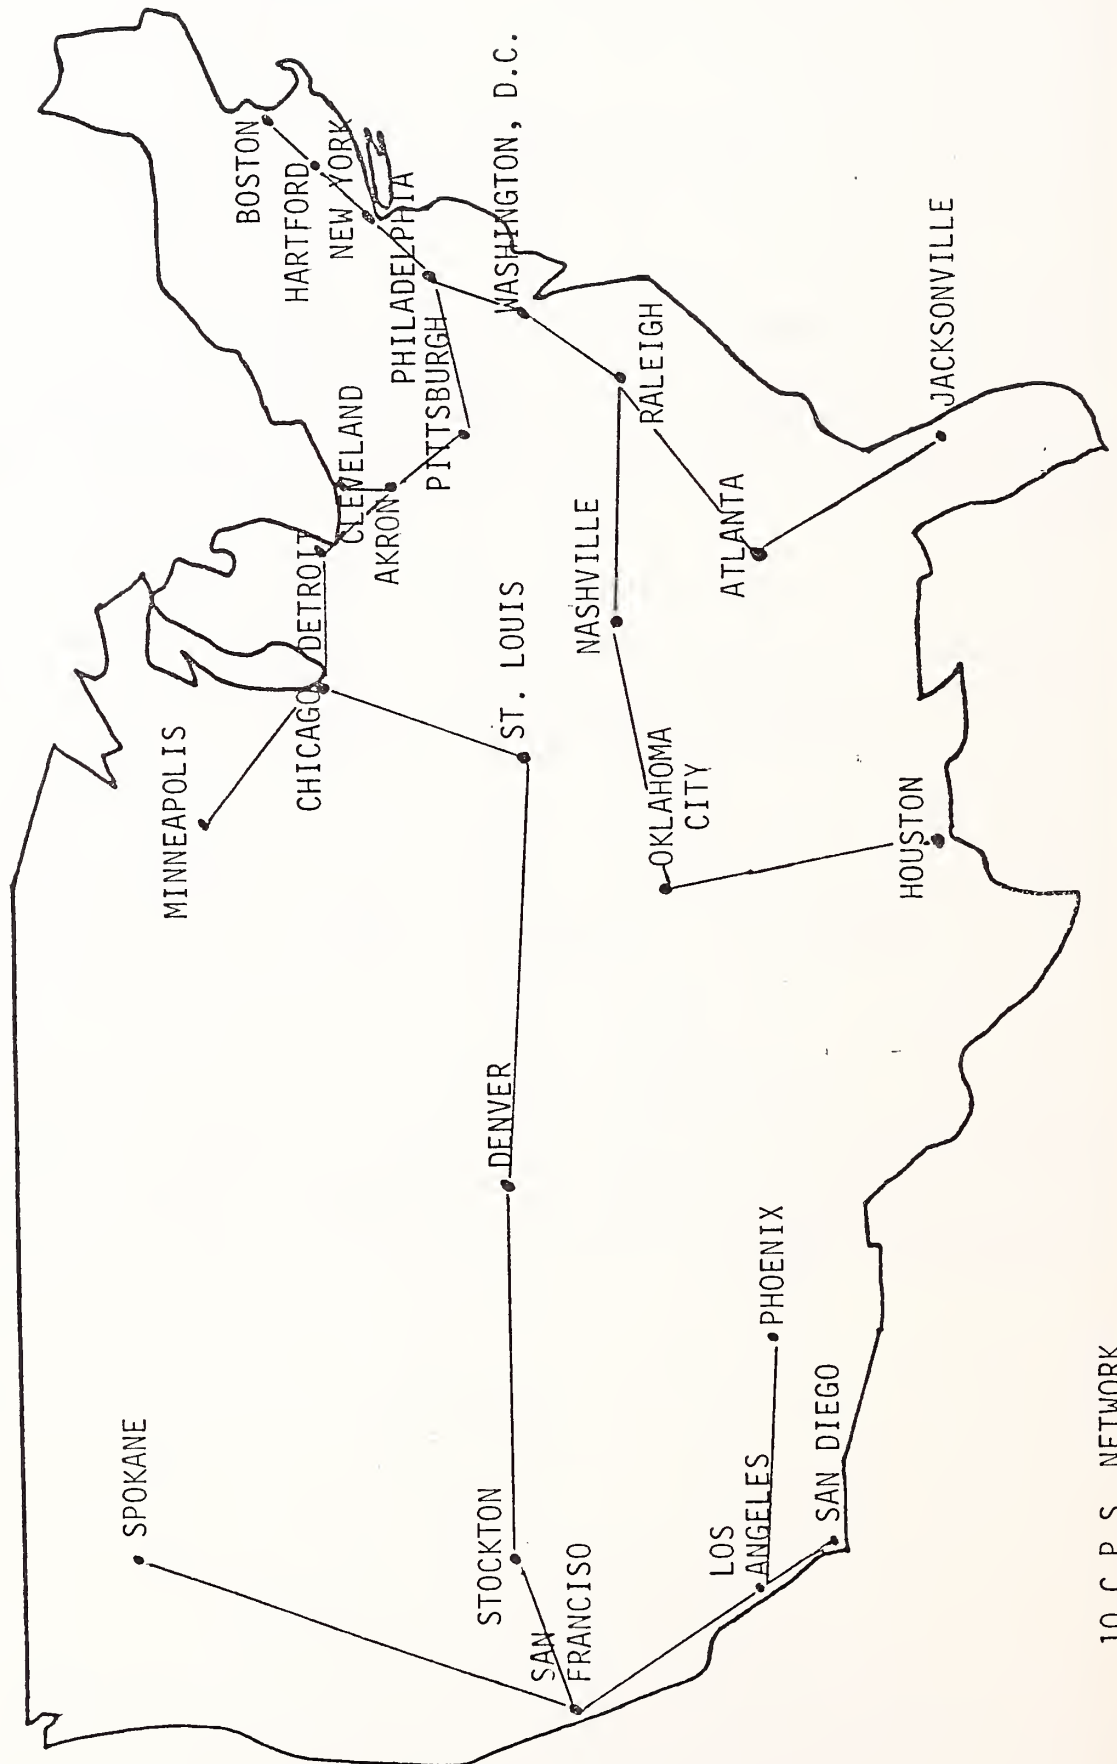 SPOKANE
MINNEAPOLIS
BOSTON
HARTFORD
NEW YORK
CHICAGO
DETROIT
CLEVELAND
AKRON
PHILADELPHIA
PITTSBURGH
WASHINGTON, D.C.
STOCKTON
SAN
FRANCISO
DENVER
ST. LOUIS
NASHVILLE
RALEIGH
OKLAHOMA
CITY
ATLANTA
LOS
ANGELES
PHOENIX
SAN DIEGO
HOUSTON
JACKSONVILLE
10 C.P.S. NETWORK